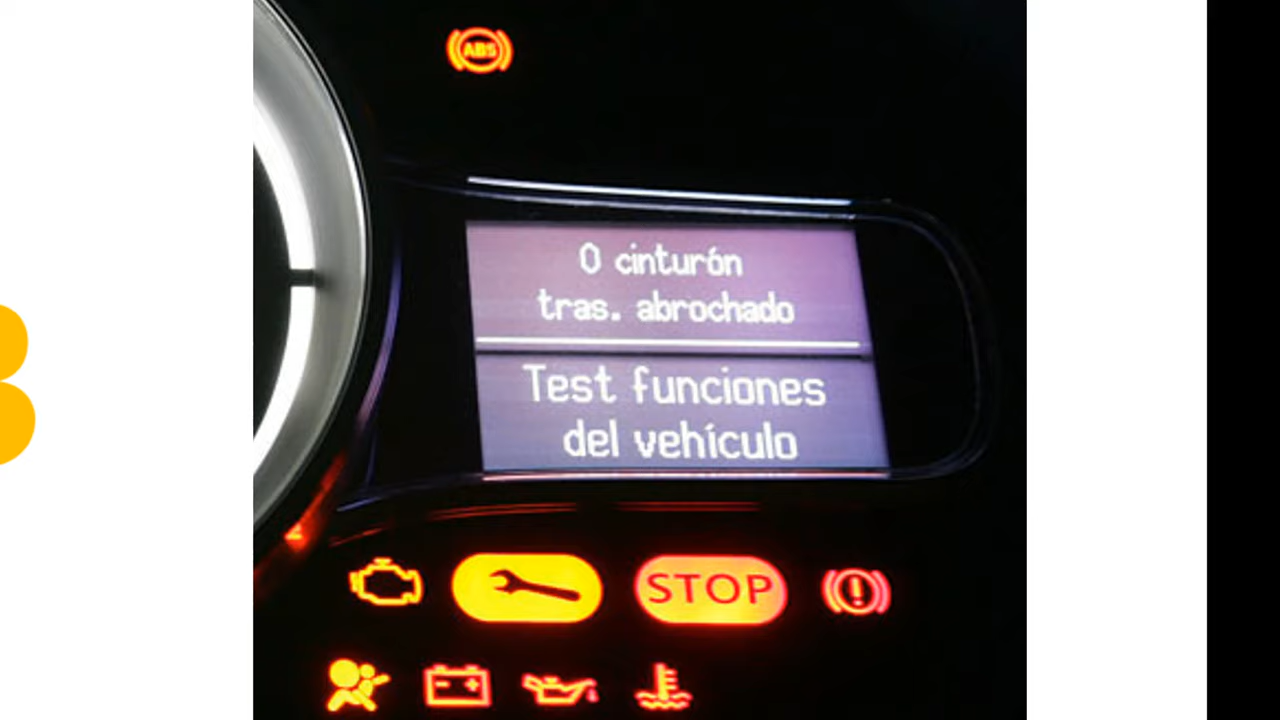 ABS
0 cinturón
tras. abrochado
Test funciones
del vehículo
STOP